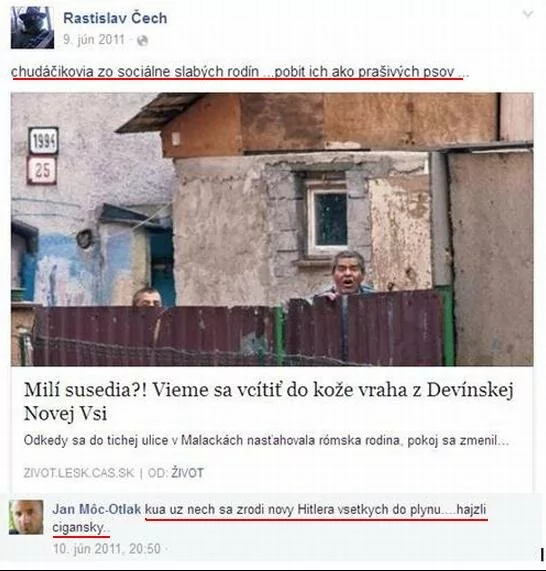 Rastislav Čech
9. jún 2011 ·
chudáčikovia zo sociálne slabých rodín ...pobit ich ako prašivých psov ...
1994
25
Milí susedia?! Vieme sa vcítiť do kože vraha z Devínskej
Novej Vsi
Odkedy sa do tichej ulice v Malackách nasťahovala rómska rodina, pokoj sa zmenil...
ZIVOT.LESK.CAS.SK | OD: ŽIVOT
Jan Môc-Otlak kua uz nech sa zrodi novy Hitlera vsetkych do plynu....hajzli
cigansky..
10. jún 2011, 20:50 ·